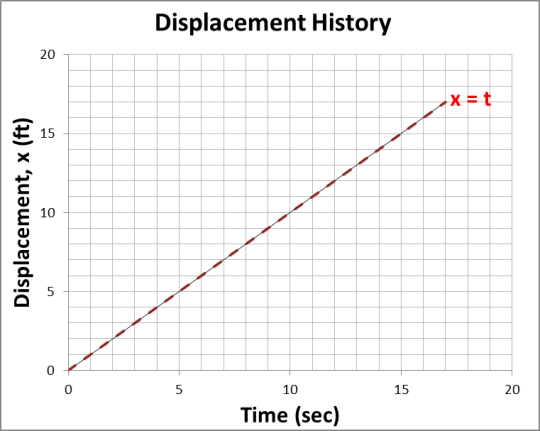 Displacement History
20
15
10
5
0
Displacement, x (ft)
x = t
0 5 10 15 20
Time (sec)